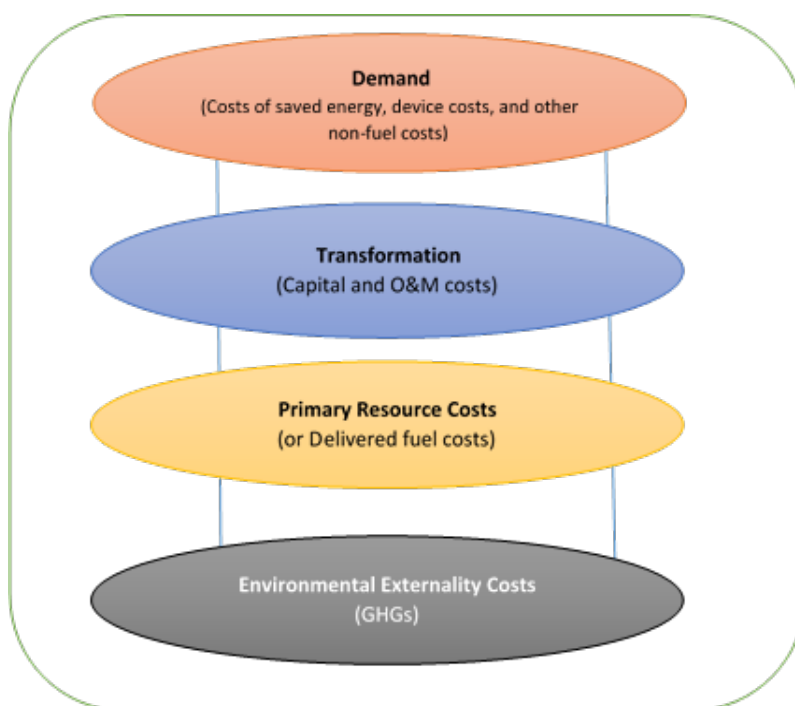 Demand
(Costs of saved energy, device costs, and other
non-fuel costs)
Transformation
(Capital and O&M costs)
Primary Resource Costs
(or Delivered fuel costs)
Environmental Externality Costs
(GHGs)